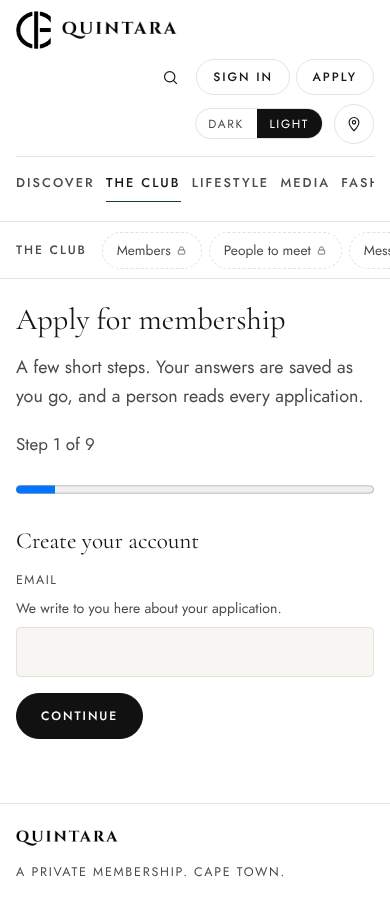 QUINTARA
SIGN IN APPLY
DARK LIGHT
DISCOVER THE CLUB LIFESTYLE MEDIA FASH
THE CLUB Members People to meet Mess
Apply for membership
A few short steps. Your answers are saved as
you go, and a person reads every application.
Step 1 of 9
Create your account
EMAIL
We write to you here about your application.
CONTINUE
QUINTARA
A PRIVATE MEMBERSHIP. CAPE TOWN.